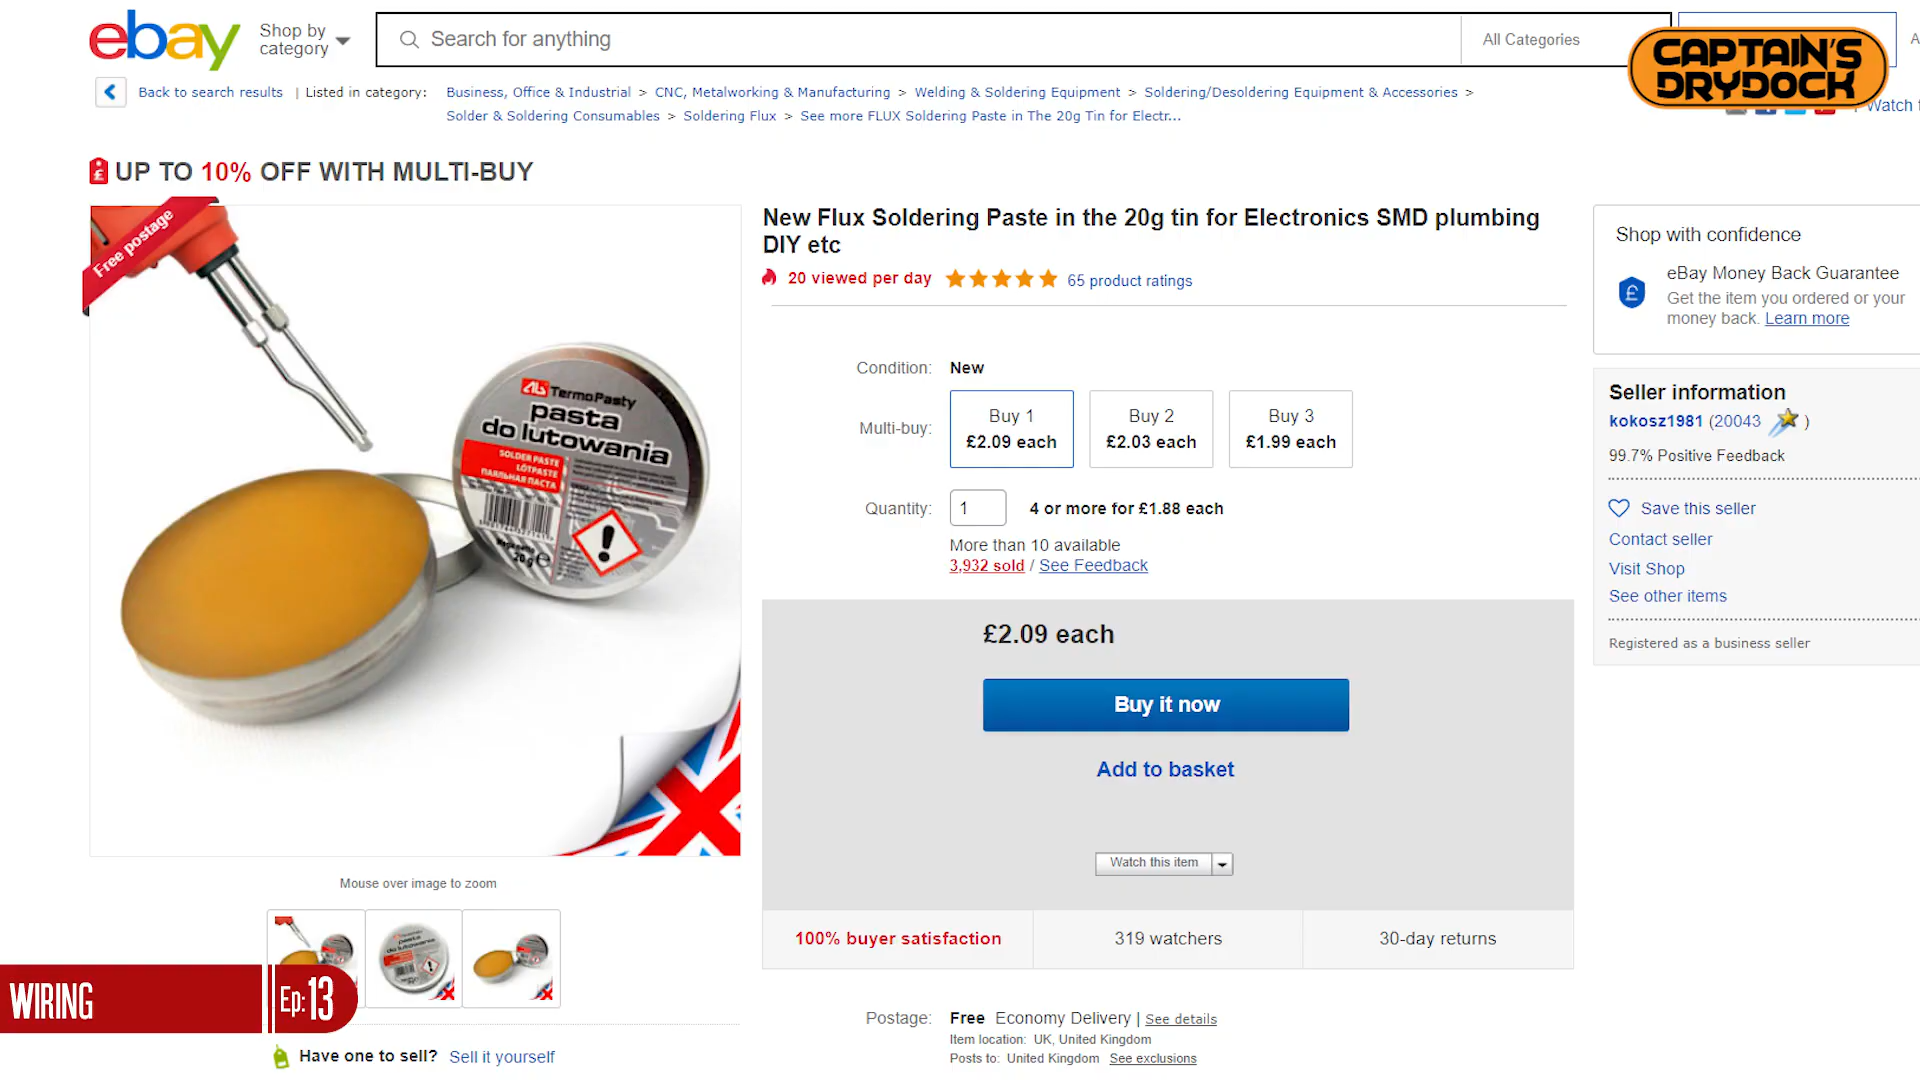 ebay
Shop by category
Search for anything
All Categories
CAPTAIN'S
DRYDOCK
Back to search results | Listed in category: Business, Office & Industrial > CNC, Metalworking & Manufacturing > Welding & Soldering Equipment > Soldering/Desoldering Equipment & Accessories >
Solder & Soldering Consumables > Soldering Flux > See more FLUX Soldering Paste in The 20g Tin for Electr...
Watch
UP TO 10% OFF WITH MULTI-BUY
Free postage
TermoPasty
pasta
do lutowania
SOLDER PASTE
LÖTPASTE
ПАЯЛЬНАЯ ПАСТА
20g
New Flux Soldering Paste in the 20g tin for Electronics SMD plumbing
DIY etc
20 viewed per day
65 product ratings
Condition: New
Multi-buy:
Buy 1
£2.09 each
Buy 2
£2.03 each
Buy 3
£1.99 each
Quantity: 1
4 or more for £1.88 each
More than 10 available
3,932 sold / See Feedback
£2.09 each
Buy it now
Add to basket
Watch this item
100% buyer satisfaction
319 watchers
30-day returns
Postage: Free Economy Delivery | See details
Item location: UK, United Kingdom
Posts to: United Kingdom See exclusions
Shop with confidence
eBay Money Back Guarantee
Get the item you ordered or your
money back. Learn more
Seller information
kokosz1981 (20043 )
99.7% Positive Feedback
Save this seller
Contact seller
Visit Shop
See other items
Registered as a business seller
Mouse over image to zoom
WIRING
Ep: 13
Have one to sell? Sell it yourself